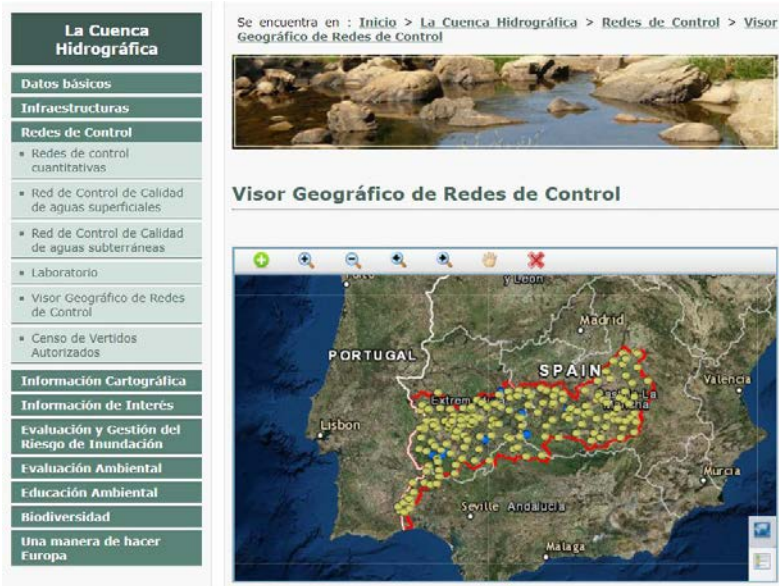 La Cuenca
Hidrográfica
Datos básicos
Infraestructuras
Redes de Control
Redes de control
cuantitativas
Red de Control de Calidad
de aguas superficiales
Red de Control de Calidad
de aguas subterráneas
Laboratorio
Visor Geográfico de Redes
de Control
Censo de Vertidos
Autorizados
Información Cartográfica
Información de Interés
Evaluación y Gestión del
Riesgo de Inundación
Evaluación Ambiental
Educación Ambiental
Biodiversidad
Una manera de hacer
Europa
Se encuentra en : Inicio > La Cuenca Hidrográfica > Redes de Control > Visor
Geográfico de Redes de Control
Visor Geográfico de Redes de Control
y Leon
Madrid
PORTUGAL
SPAIN
Valencia
Extrem
La
ha
Lisbon
Murcia
Seville Andalucia
Malaga